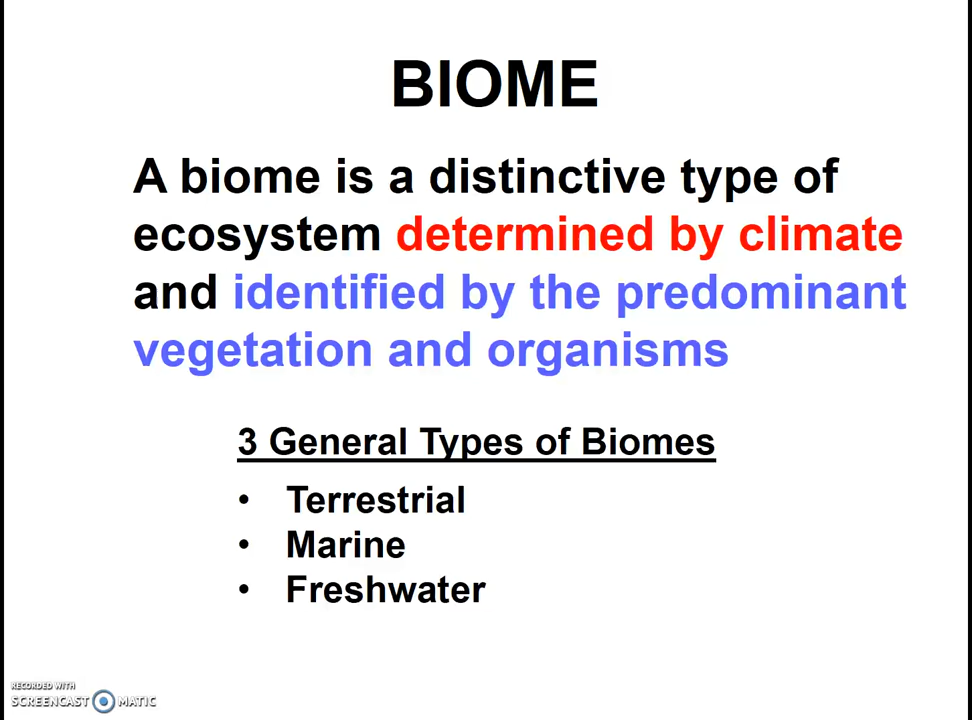 BIOME
A biome is a distinctive type of
ecosystem determined by climate
and identified by the predominant
vegetation and organisms
3 General Types of Biomes
• Terrestrial
• Marine
• Freshwater
RECORDED WITH
SCREENCAST MATIC